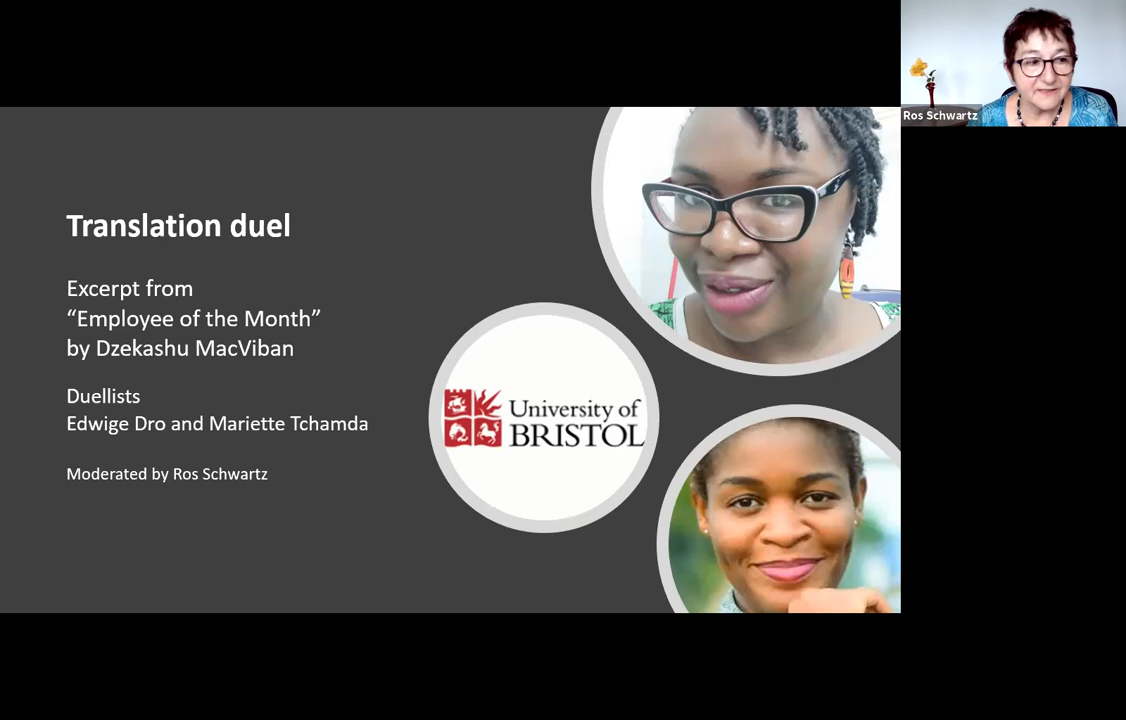 Ros Schwartz
Translation duel
Excerpt from
“Employee of the Month”
by Dzekashu MacViban
Duellists
Edwige Dro and Mariette Tchamda
Moderated by Ros Schwartz
University of
BRISTOL